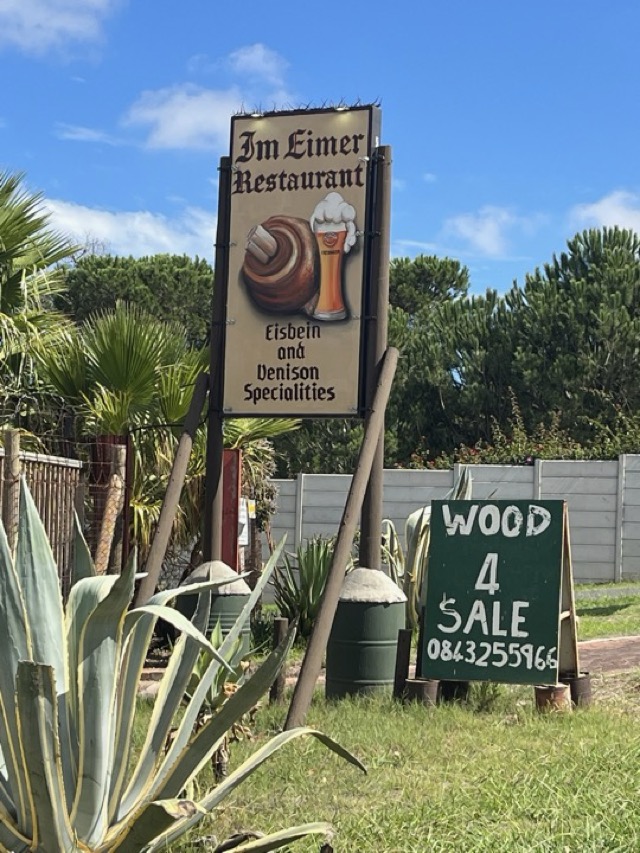 Im Eimer
Restaurant
Eisbein
and
Venison
Specialities
WOOD
4
SALE
0843255966